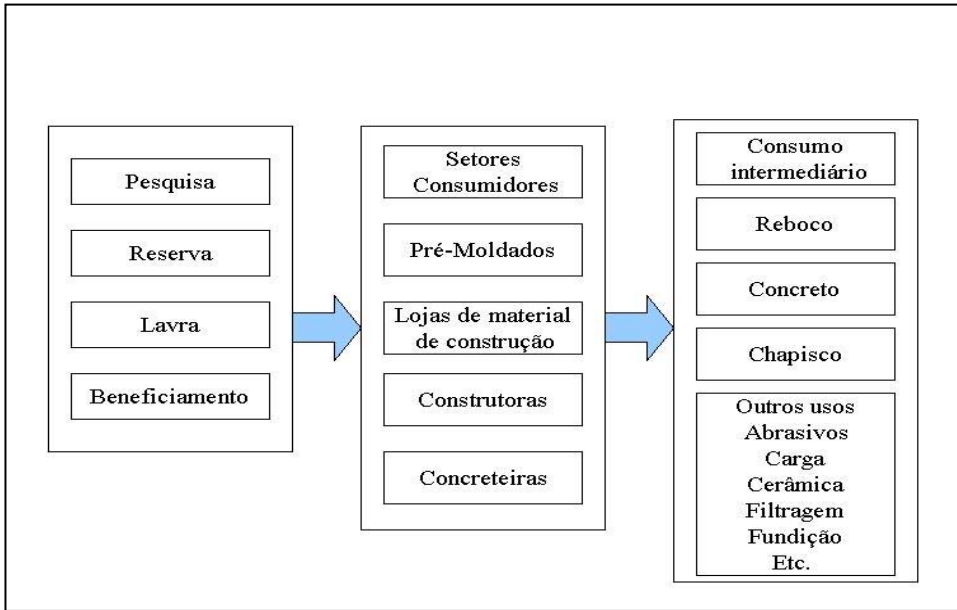 Pesquisa
Reserva
Lavra
Beneficiamento
Setores
Consumidores
Pré-Moldados
Lojas de material
de construção
Construtoras
Concreteiras
Consumo
intermediário
Reboco
Concreto
Chapisco
Outros usos
Abrasivos
Carga
Cerâmica
Filtragem
Fundição
Etc.